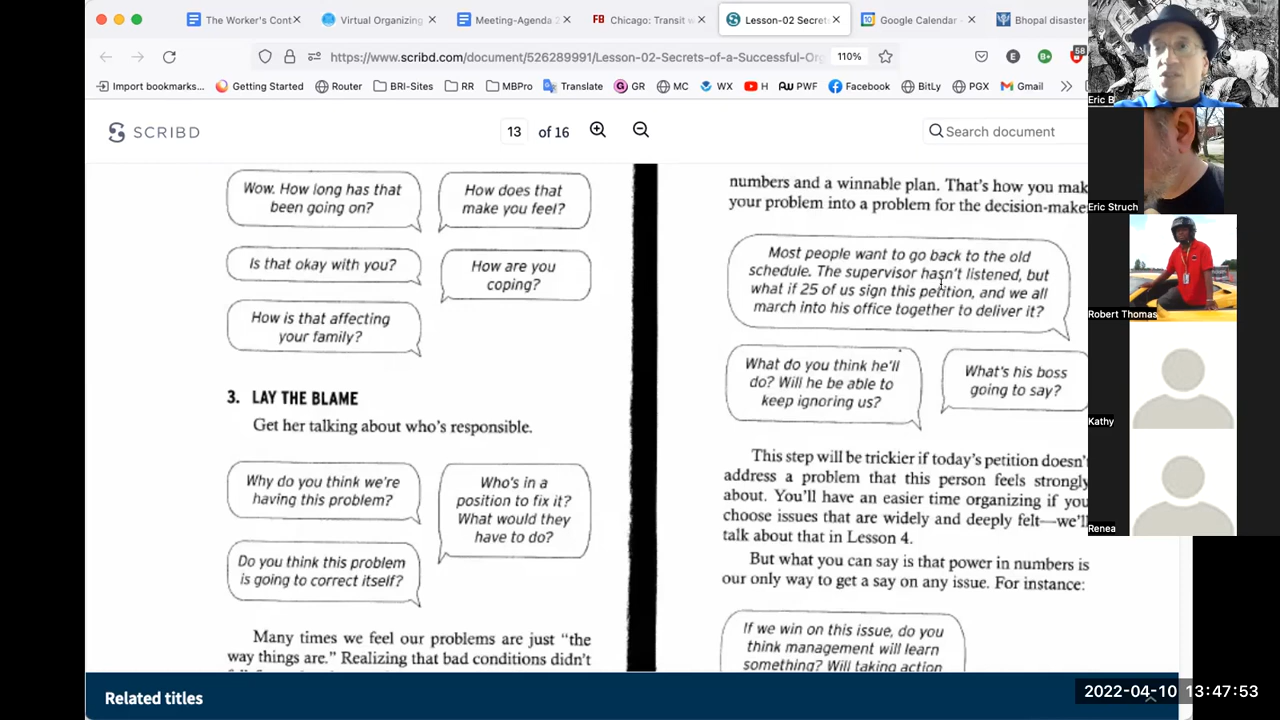 The Worker's Cont
Virtual Organizing
Meeting-Agenda 2
FB Chicago: Transit w
Lesson-02 Secrets
Google Calendar -
Bhopal disaster
https://www.scribd.com/document/526289991/Lesson-02-Secrets-of-a-Successful-Or
110%
E
B+
58
Import bookmarks...
Getting Started
Router
BRI-Sites
RR
MBPro
Translate
GR
MC
WX
H
PWF
Facebook
BitLy
PGX
Gmail
SCRIBD
13 of 16
Search document
Wow. How long has that
been going on?
How does that
make you feel?
Is that okay with you?
How are you
coping?
How is that affecting
your family?
3. LAY THE BLAME
Get her talking about who's responsible.
Why do you think we're
having this problem?
Who's in a
position to fix it?
What would they
have to do?
Do you think this problem
is going to correct itself?
Many times we feel our problems are just "the
way things are." Realizing that bad conditions didn't
numbers and a winnable plan. That's how you mak
your problem into a problem for the decision-make
Most people want to go back to the old
schedule. The supervisor hasn't listened, but
what if 25 of us sign this petition, and we all
march into his office together to deliver it?
What do you think he'll
do? Will he be able to
keep ignoring us?
What's his boss
going to say?
This step will be trickier if today's petition doesn'
address a problem that this person feels strongly
about. You'll have an easier time organizing if you
choose issues that are widely and deeply felt—we'll
talk about that in Lesson 4.
But what you can say is that power in numbers is
our only way to get a say on any issue. For instance:
If we win on this issue, do you
think management will learn
something? Will taking action
Related titles
Eric B
Eric Struch
Robert Thomas
Kathy
Renea
2022-04-10 13:47:53